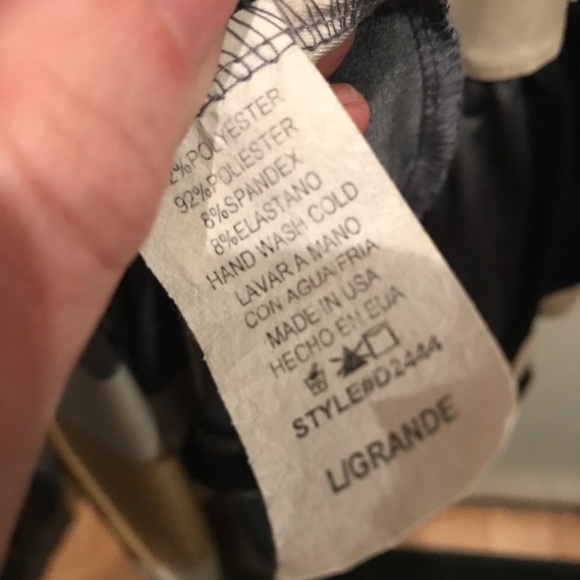 2%POLYESTER
92%POLIESTER
8%SPANDEX
8%ELASTANO
HAND WASH COLD
LAVAR A MANO
CON AGUA FRIA
MADE IN USA
HECHO EN EUA
STYLE#D2444
L/GRANDE